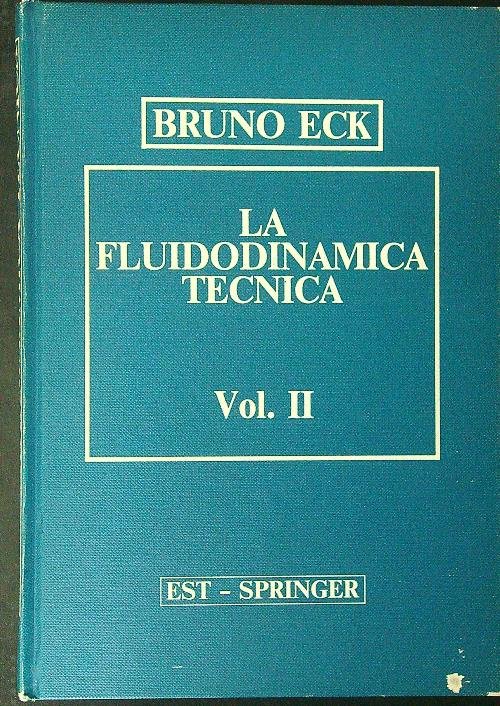 BRUNO ECK
LA
FLUIDODINAMICA
TECNICA
Vol. II
EST - SPRINGER